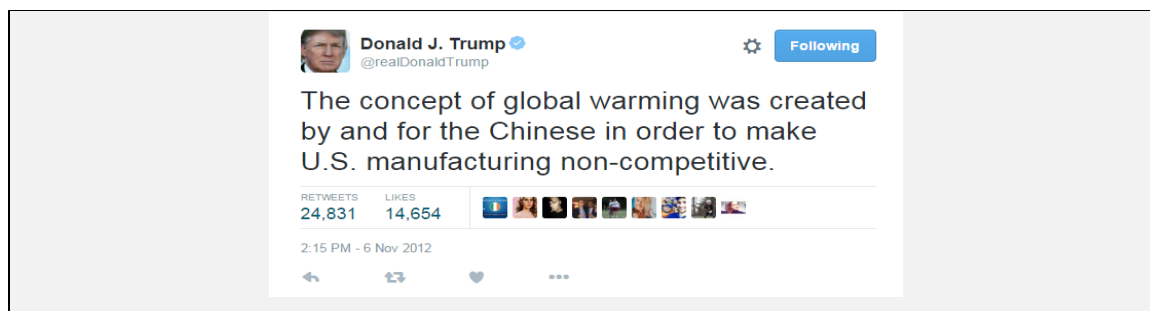 Donald J. Trump
Following
@realDonaldTrump
The concept of global warming was created
by and for the Chinese in order to make
U.S. manufacturing non-competitive.
RETWEETS LIKES
24,831 14,654
2:15 PM - 6 Nov 2012